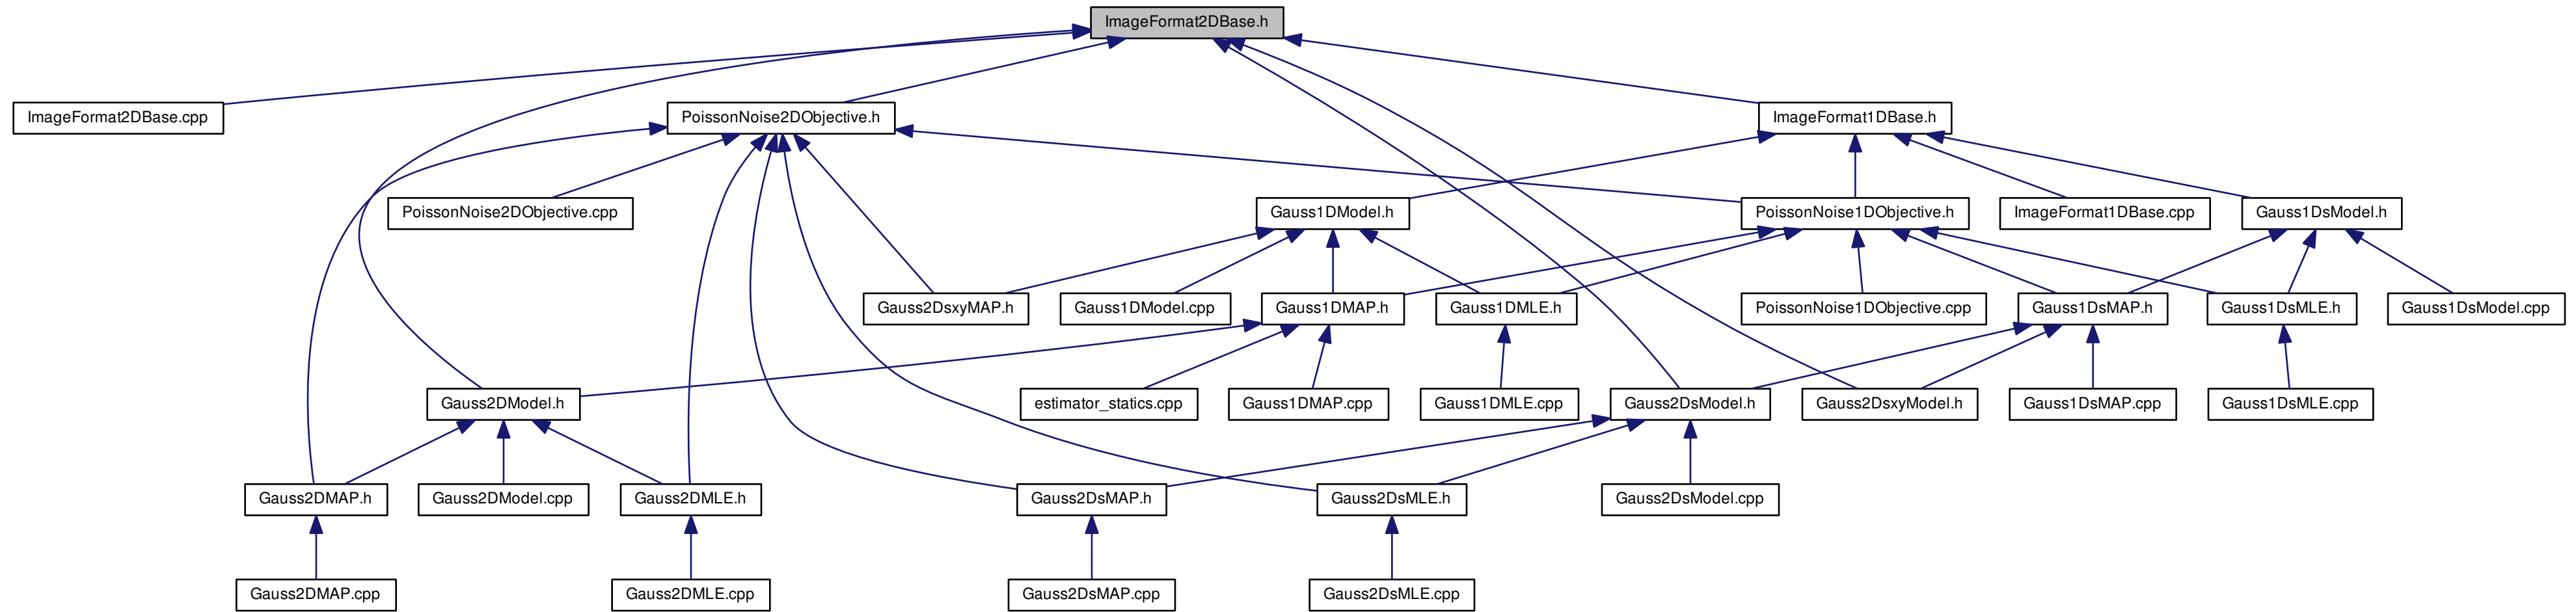 ImageFormat2DBase.h
ImageFormat2DBase.cpp
PoissonNoise2DObjective.h
ImageFormat1DBase.h
PoissonNoise2DObjective.cpp
Gauss1DModel.h
PoissonNoise1DObjective.h
ImageFormat1DBase.cpp
Gauss1DsModel.h
Gauss2DsxyMAP.h
Gauss1DModel.cpp
Gauss1DMAP.h
Gauss1DMLE.h
PoissonNoise1DObjective.cpp
Gauss1DsMAP.h
Gauss1DsMLE.h
Gauss1DsModel.cpp
Gauss2DModel.h
estimator_statics.cpp
Gauss1DMAP.cpp
Gauss1DMLE.cpp
Gauss2DsModel.h
Gauss2DsxyModel.h
Gauss1DsMAP.cpp
Gauss1DsMLE.cpp
Gauss2DMAP.h
Gauss2DModel.cpp
Gauss2DMLE.h
Gauss2DsMAP.h
Gauss2DsMLE.h
Gauss2DsModel.cpp
Gauss2DMAP.cpp
Gauss2DMLE.cpp
Gauss2DsMAP.cpp
Gauss2DsMLE.cpp